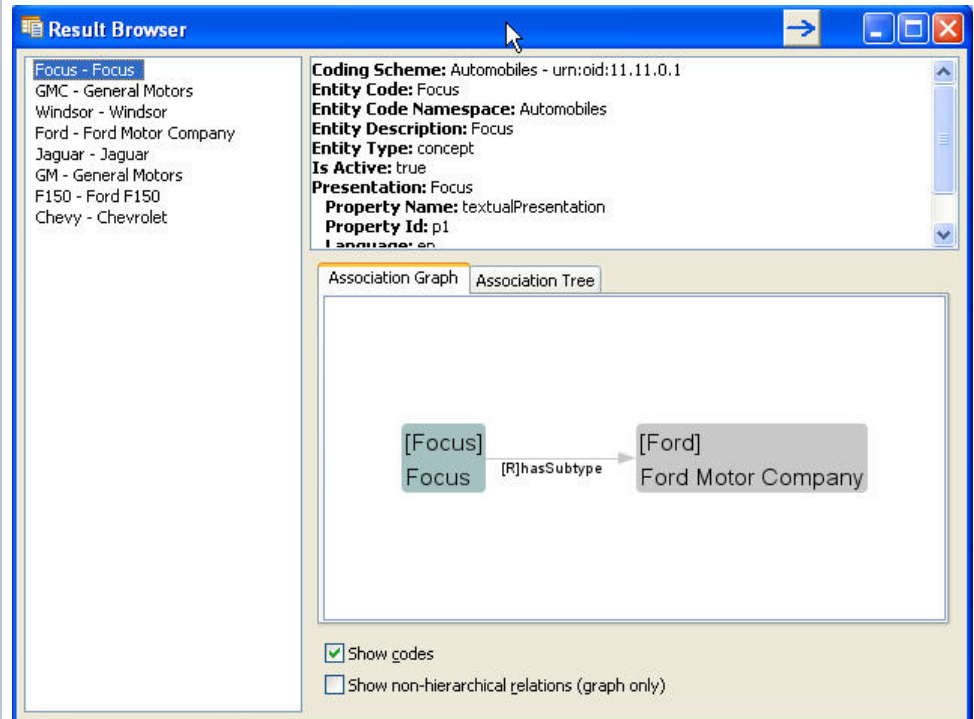 Result Browser
Focus - Focus
GMC - General Motors
Windsor - Windsor
Ford - Ford Motor Company
Jaguar - Jaguar
GM - General Motors
F150 - Ford F150
Chevy - Chevrolet
Coding Scheme: Automobiles - urn:oid:11.11.0.1
Entity Code: Focus
Entity Code Namespace: Automobiles
Entity Description: Focus
Entity Type: concept
Is Active: true
Presentation: Focus
Property Name: textualPresentation
Property Id: p1
Language: en
Association Graph
Association Tree
[Focus]
Focus
[R]hasSubtype
[Ford]
Ford Motor Company
Show codes
Show non-hierarchical relations (graph only)